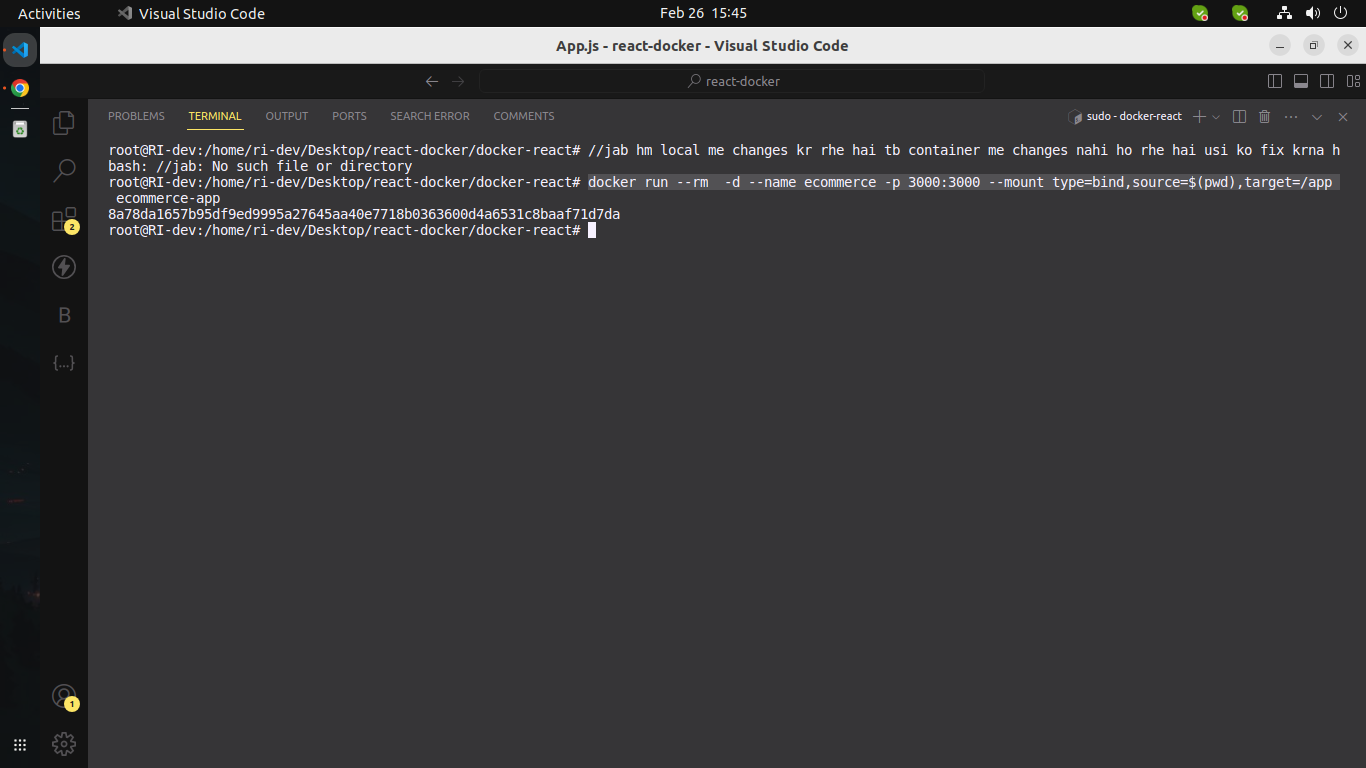 Activities
Visual Studio Code
Feb 26 15:45
App.js - react-docker - Visual Studio Code
react-docker
PROBLEMS
TERMINAL
OUTPUT
PORTS
SEARCH ERROR
COMMENTS
sudo - docker-react
root@RI-dev:/home/ri-dev/Desktop/react-docker/docker-react# //jab hm local me changes kr rhe hai tb container me changes nahi ho rhe hai usi ko fix krna h
bash: //jab: No such file or directory
root@RI-dev:/home/ri-dev/Desktop/react-docker/docker-react# docker run --rm  -d --name ecommerce -p 3000:3000 --mount type=bind,source=$(pwd),target=/app
ecommerce-app
8a78da1657b95df9ed9995a27645aa40e7718b0363600d4a6531c8baaf71d7da
root@RI-dev:/home/ri-dev/Desktop/react-docker/docker-react#
2
B
{...}
1